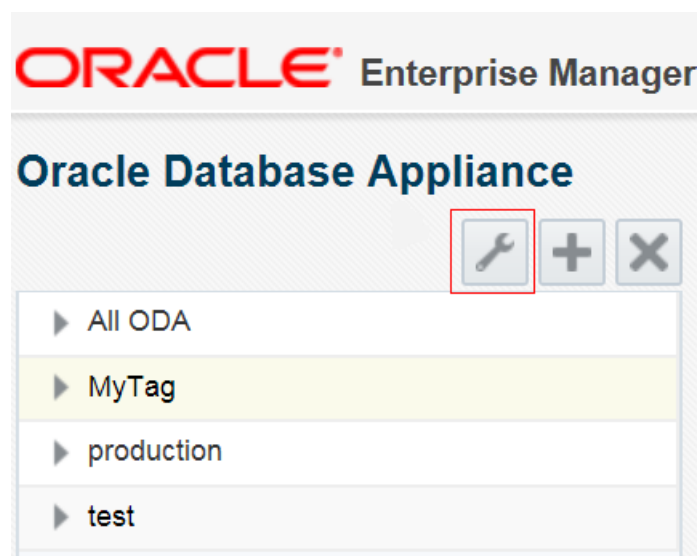 ORACLE Enterprise Manager
Oracle Database Appliance
All ODA
MyTag
production
test